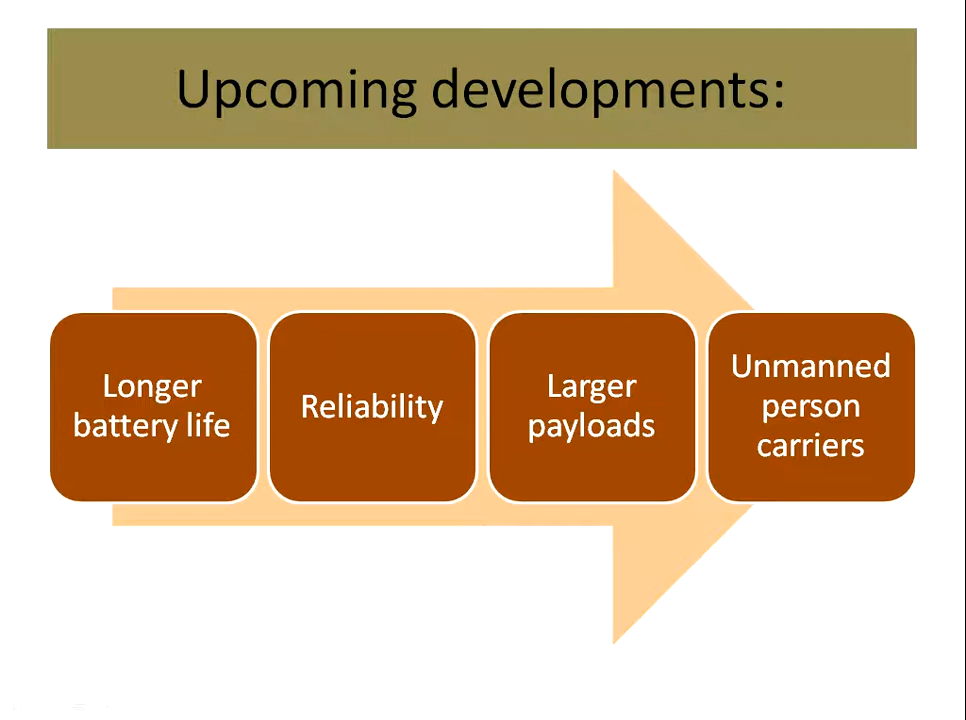 Upcoming developments:
Longer
battery life
Reliability
Larger
payloads
Unmanned
person
carriers